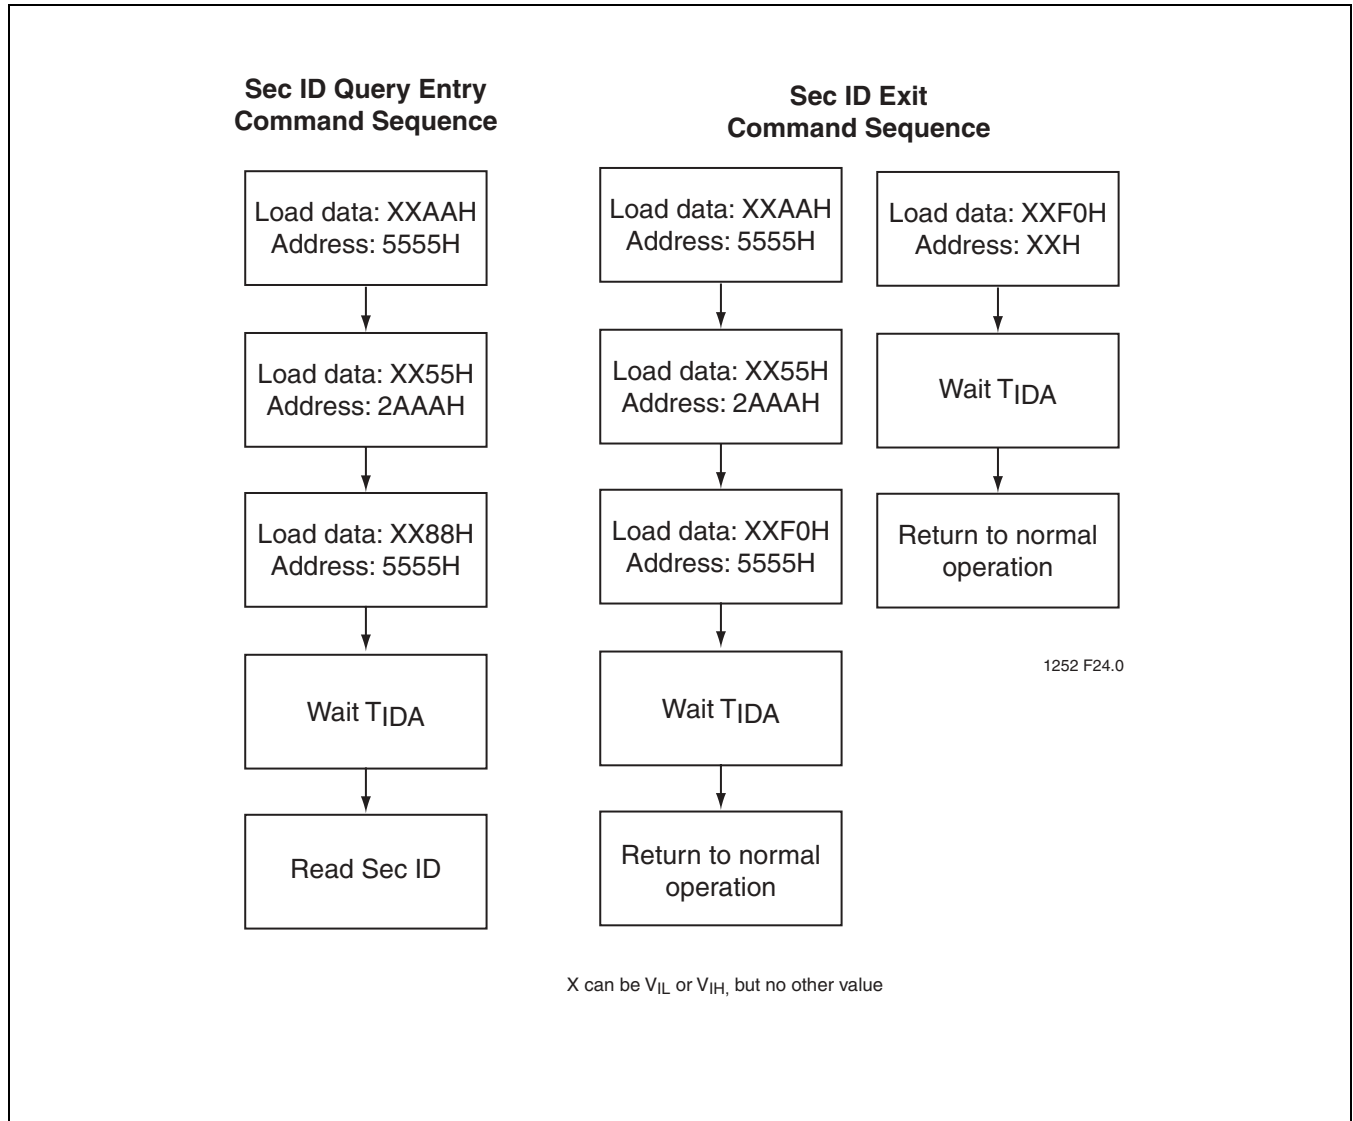 Sec ID Query Entry
Command Sequence
Load data: XXAAH
Address: 5555H
Load data: XX55H
Address: 2AAAH
Load data: XX88H
Address: 5555H
Wait TIDA
Read Sec ID
Sec ID Exit
Command Sequence
Load data: XXAAH
Address: 5555H
Load data: XX55H
Address: 2AAAH
Load data: XXF0H
Address: 5555H
Wait TIDA
Return to normal
operation
Load data: XXF0H
Address: XXH
Wait TIDA
Return to normal
operation
1252 F24.0
X can be VIL or VIH, but no other value